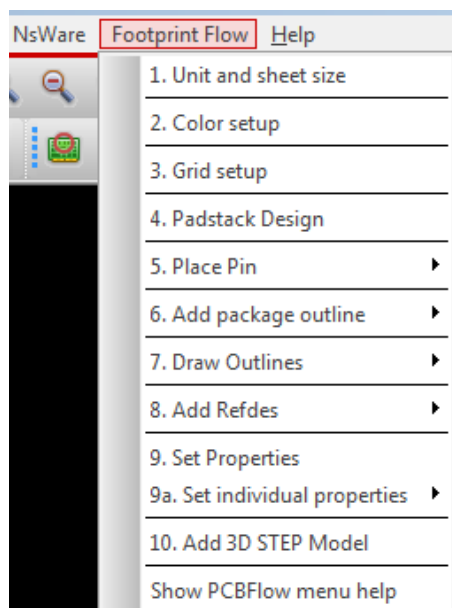 NsWare Footprint Flow Help
1. Unit and sheet size
2. Color setup
3. Grid setup
4. Padstack Design
5. Place Pin
6. Add package outline
7. Draw Outlines
8. Add Refdes
9. Set Properties
9a. Set individual properties
10. Add 3D STEP Model
Show PCBFlow menu help